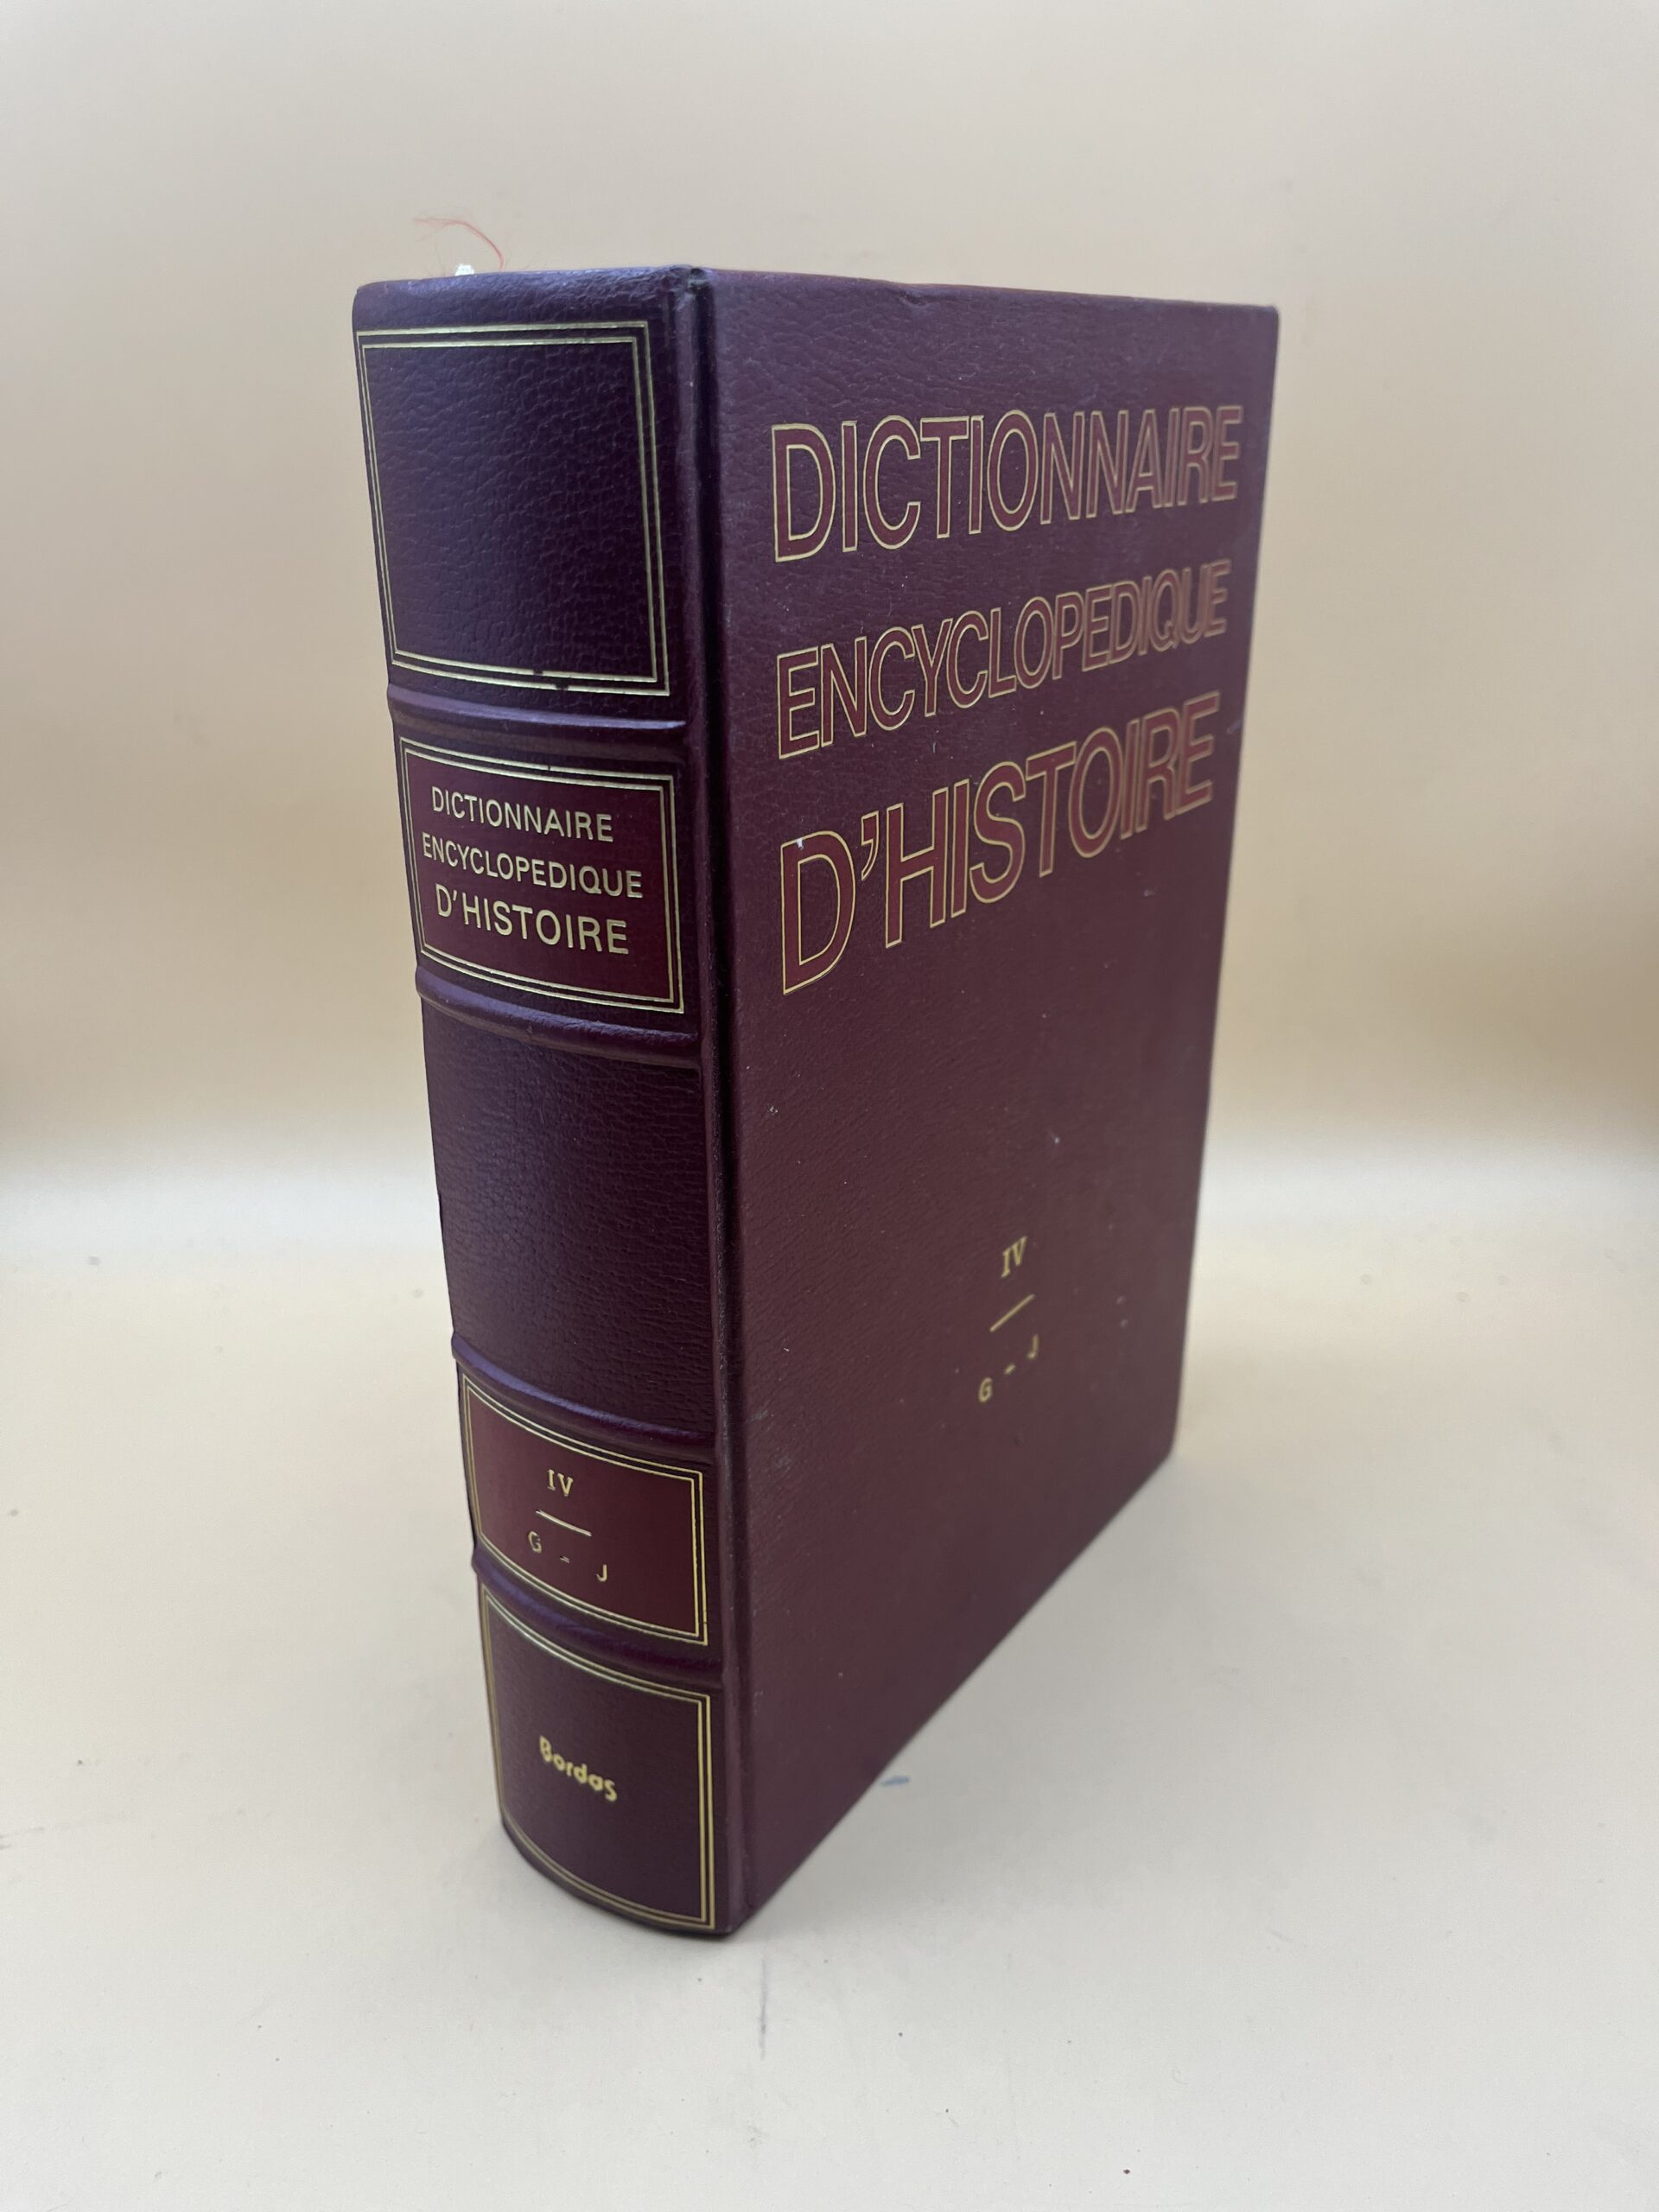 DICTIONNAIRE
ENCYCLOPEDIQUE
D'HISTOIRE
IV
G - J
Bordas
DICTIONNAIRE
ENCYCLOPEDIQUE
D'HISTOIRE
IV
G - J